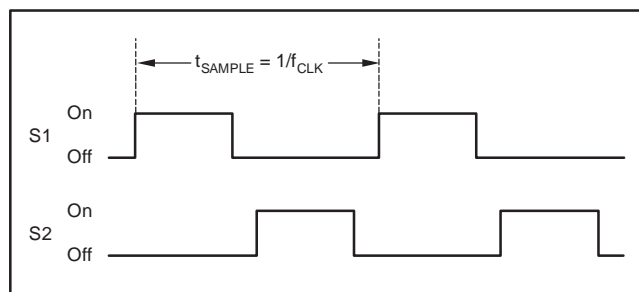 tSAMPLE = 1/fCLK
On
S1
Off
On
S2
Off